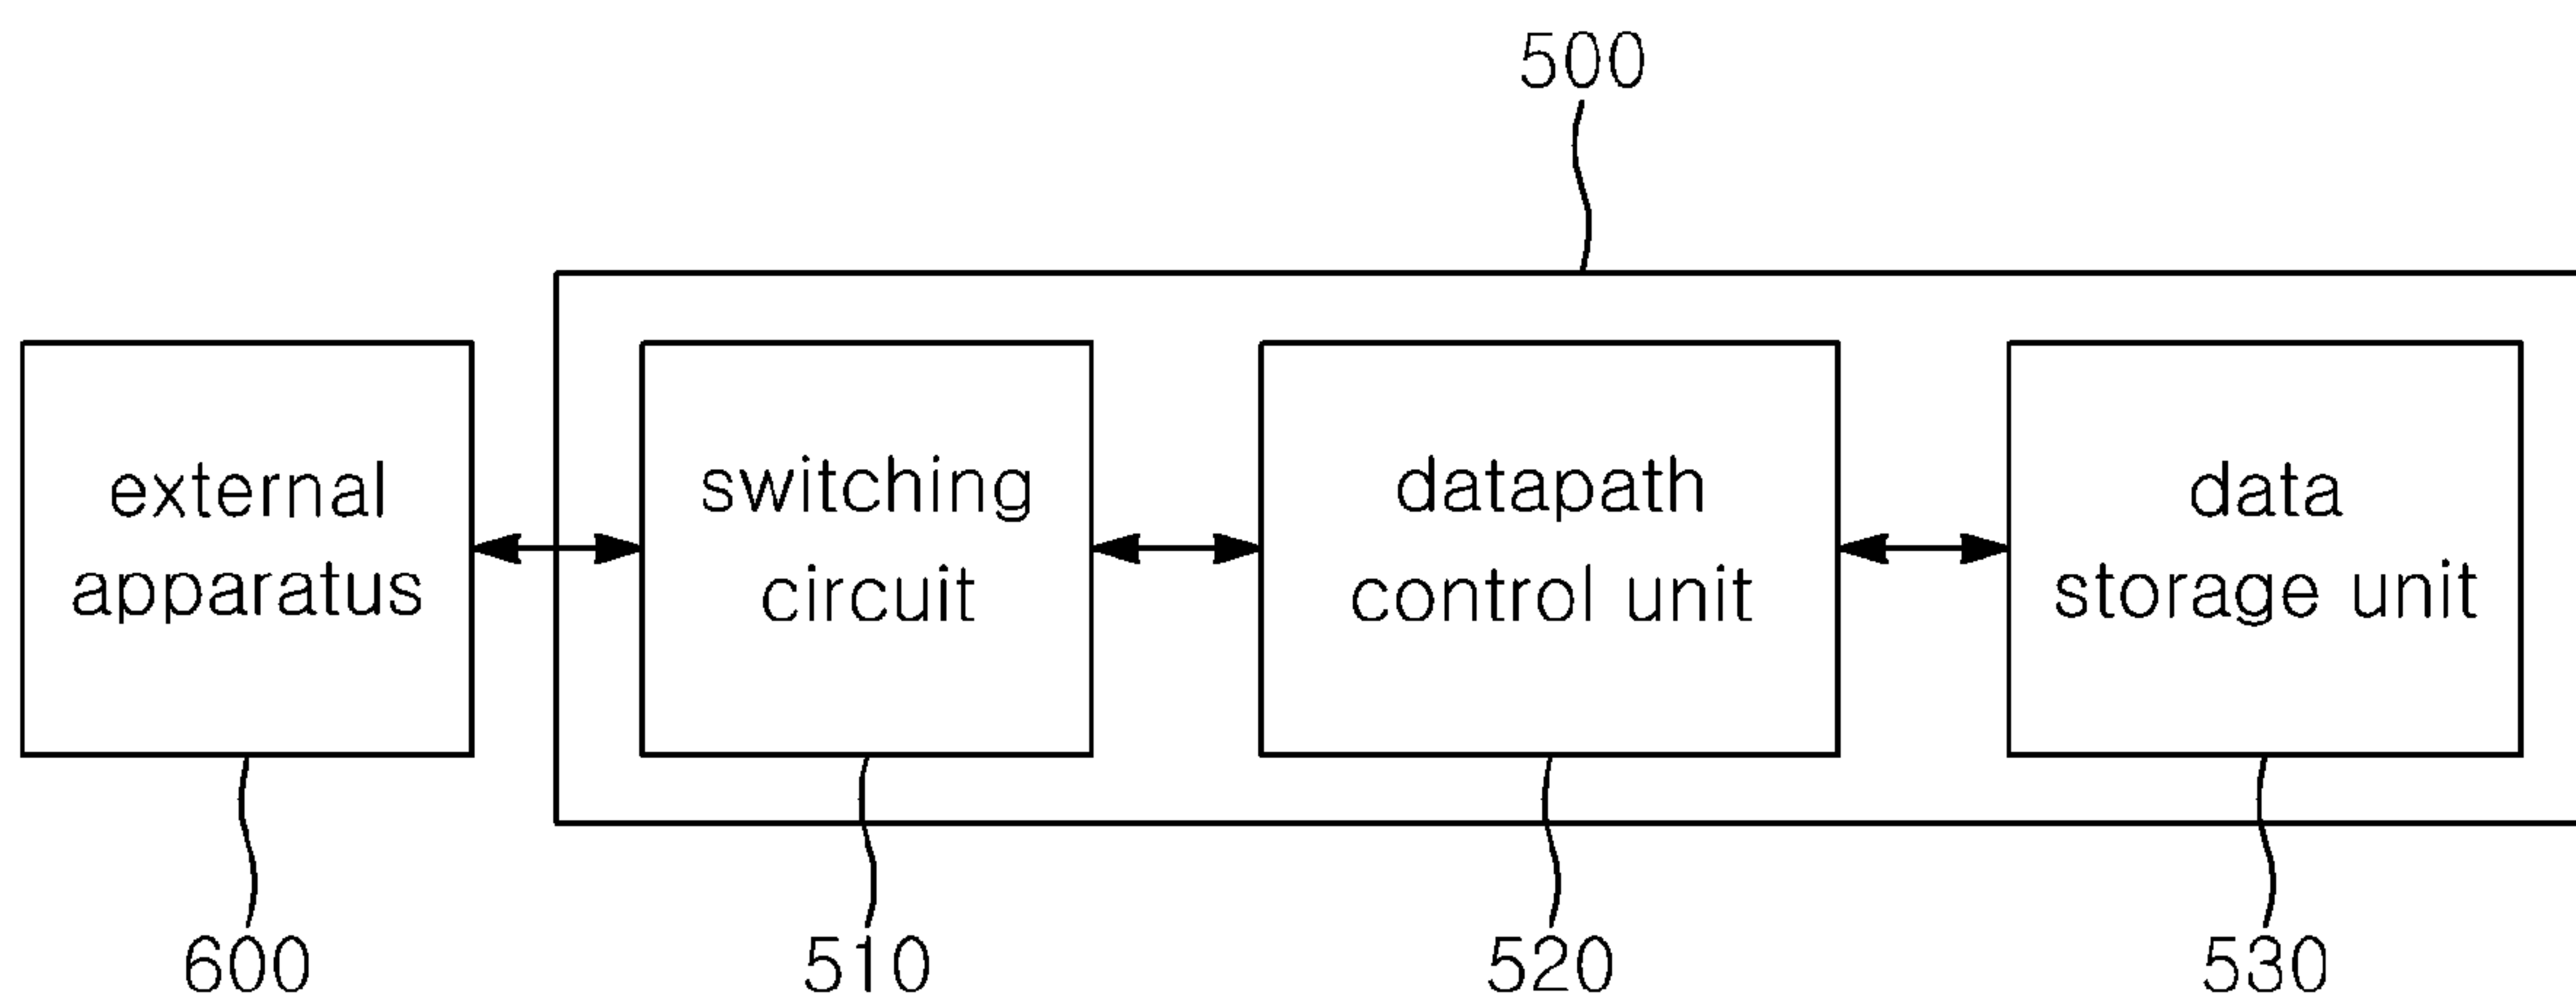 500
external
apparatus
switching
circuit
datapath
control unit
data
storage unit
600
510
520
530